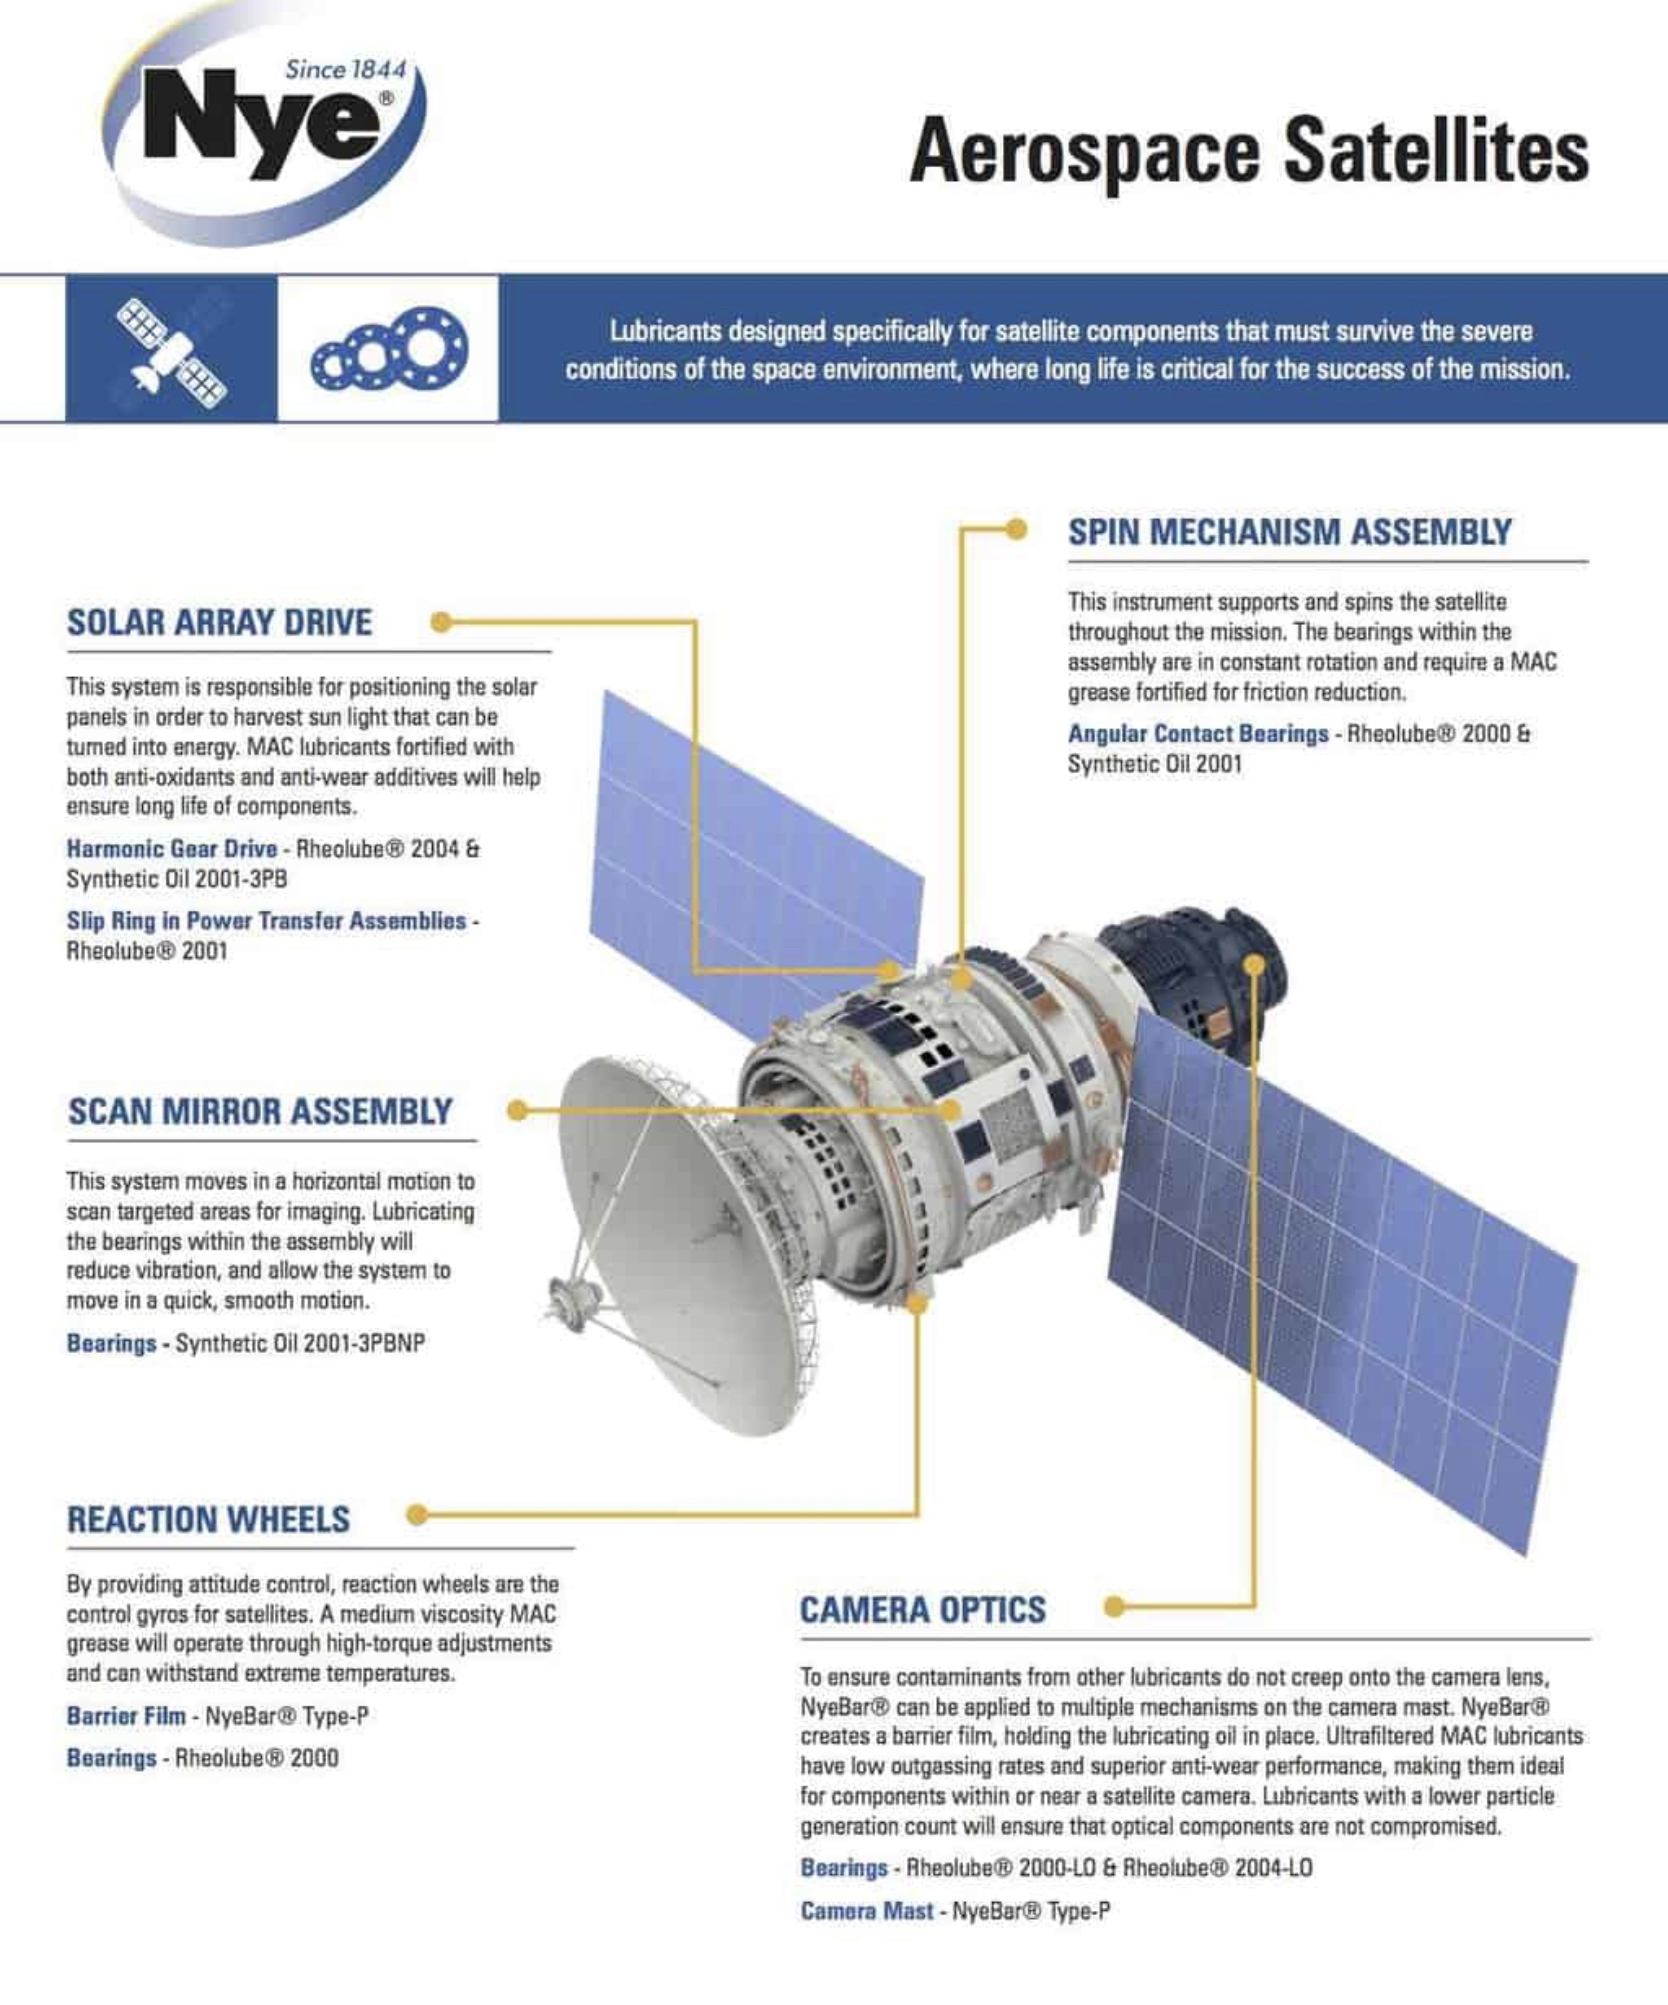 Since 1844
Nye®
Aerospace Satellites
Lubricants designed specifically for satellite components that must survive the severe
conditions of the space environment, where long life is critical for the success of the mission.
SPIN MECHANISM ASSEMBLY
This instrument supports and spins the satellite
throughout the mission. The bearings within the
assembly are in constant rotation and require a MAC
grease fortified for friction reduction.
Angular Contact Bearings - Rheolube® 2000 &
Synthetic Oil 2001
SOLAR ARRAY DRIVE
This system is responsible for positioning the solar
panels in order to harvest sun light that can be
turned into energy. MAC lubricants fortified with
both anti-oxidants and anti-wear additives will help
ensure long life of components.
Harmonic Gear Drive - Rheolube® 2004 &
Synthetic Oil 2001-3PB
Slip Ring in Power Transfer Assemblies -
Rheolube® 2001
SCAN MIRROR ASSEMBLY
This system moves in a horizontal motion to
scan targeted areas for imaging. Lubricating
the bearings within the assembly will
reduce vibration, and allow the system to
move in a quick, smooth motion.
Bearings - Synthetic Oil 2001-3PBNP
REACTION WHEELS
By providing attitude control, reaction wheels are the
control gyros for satellites. A medium viscosity MAC
grease will operate through high-torque adjustments
and can withstand extreme temperatures.
Barrier Film - NyeBar® Type-P
Bearings - Rheolube® 2000
CAMERA OPTICS
To ensure contaminants from other lubricants do not creep onto the camera lens,
NyeBar® can be applied to multiple mechanisms on the camera mast. NyeBar®
creates a barrier film, holding the lubricating oil in place. Ultrafiltered MAC lubricants
have low outgassing rates and superior anti-wear performance, making them ideal
for components within or near a satellite camera. Lubricants with a lower particle
generation count will ensure that optical components are not compromised.
Bearings - Rheolube® 2000-LO & Rheolube® 2004-LO
Camera Mast - NyeBar® Type-P